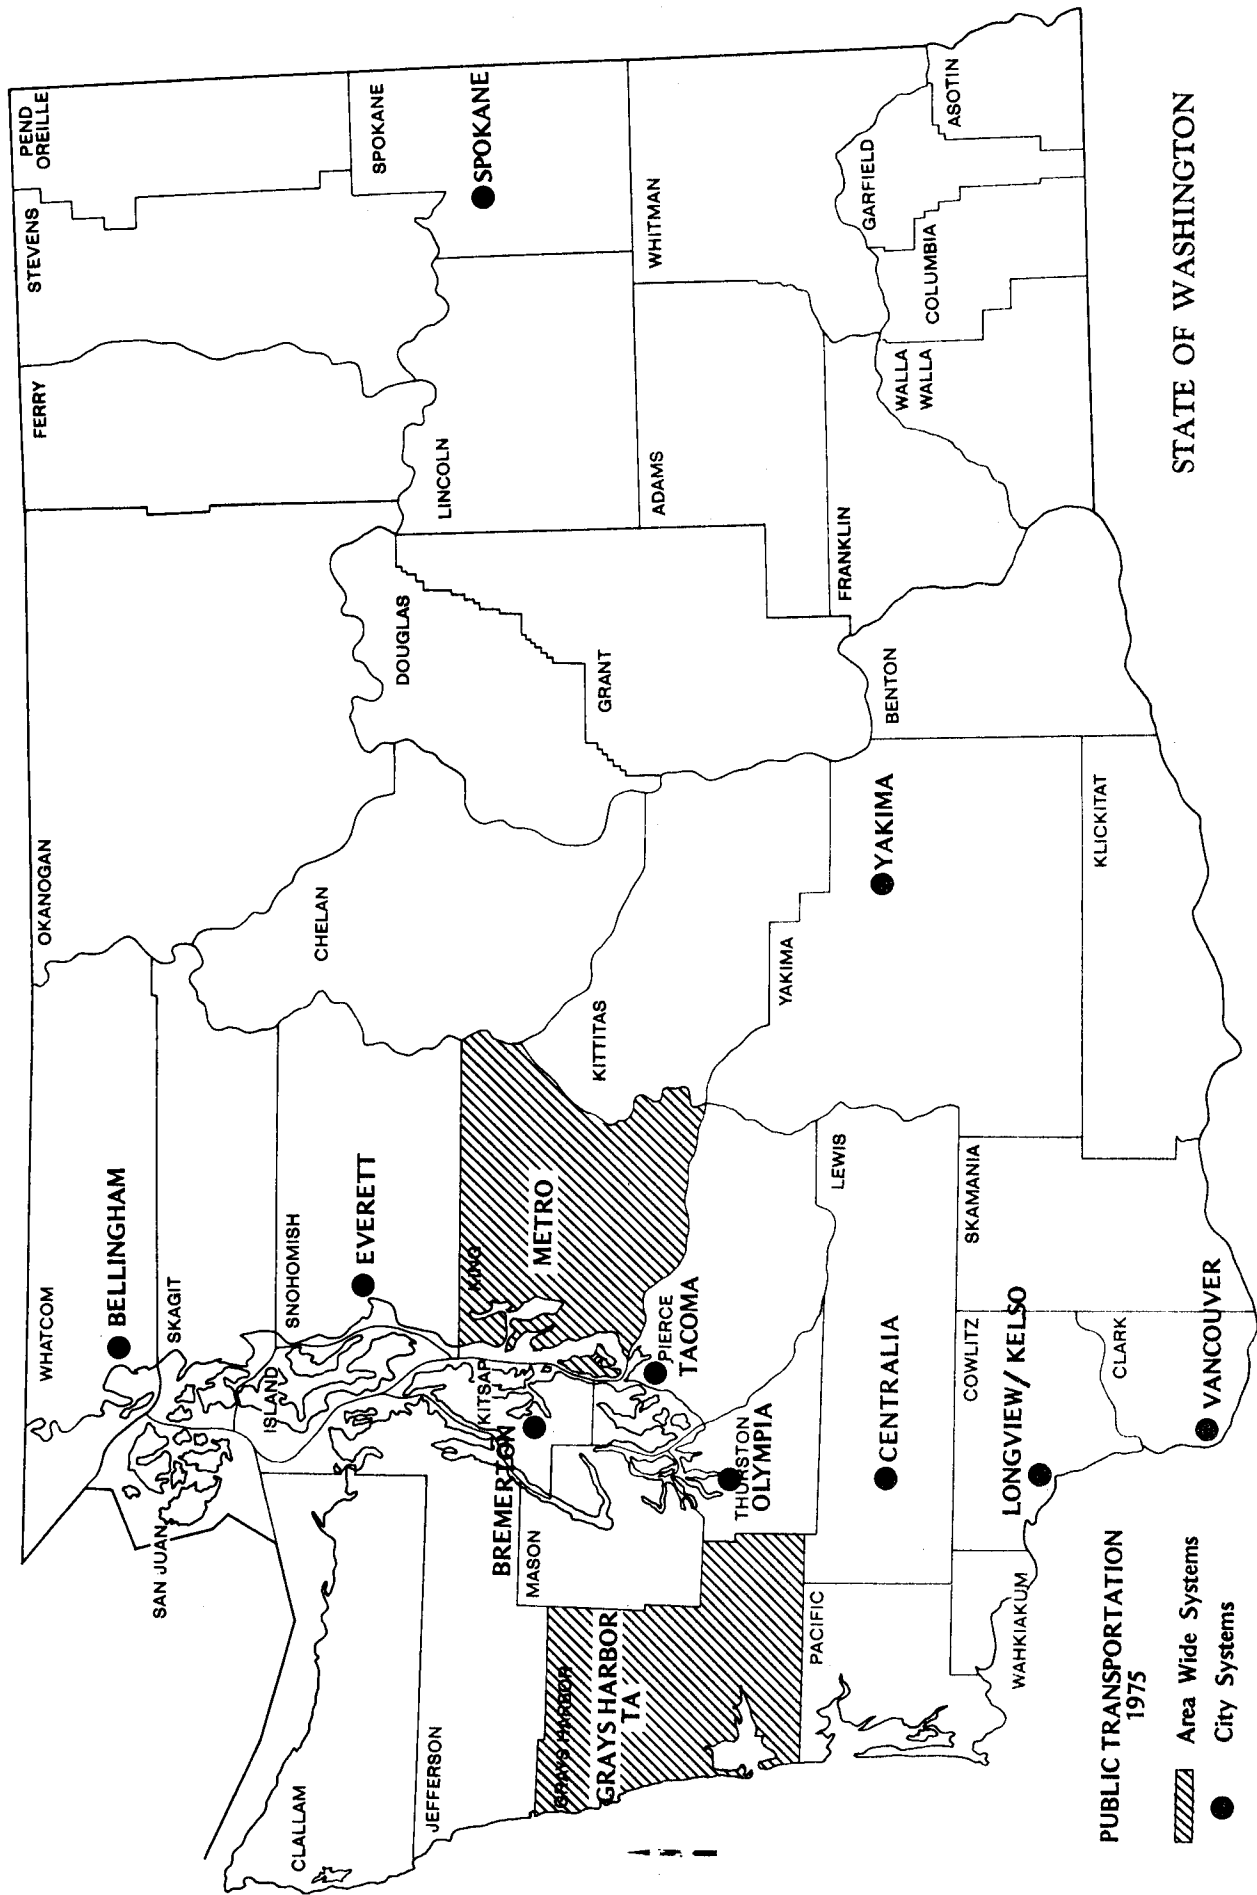 WHATCOM
BELLINGHAM
SAN JUAN
SKAGIT
ISLAND
SNOHOMISH
EVERETT
OKANOGAN
CHELAN
FERRY
STEVENS
PEND
OREILLE
SPOKANE
SPOKANE
LINCOLN
DOUGLAS
GRANT
CLALLAM
JEFFERSON
KITSAP
BREMERTON
MASON
KING
METRO
KITTITAS
GRAYS HARBOR
GRAYS HARBOR
TA
PIERCE
TACOMA
THURSTON
OLYMPIA
ADAMS
WHITMAN
YAKIMA
YAKIMA
FRANKLIN
BENTON
WALLA
WALLA
COLUMBIA
GARFIELD
ASOTIN
PACIFIC
LEWIS
CENTRALIA
WAHKIAKUM
COWLITZ
LONGVIEW/KELSO
SKAMANIA
CLARK
VANCOUVER
KLICKITAT
PUBLIC TRANSPORTATION
1975
Area Wide Systems
City Systems
STATE OF WASHINGTON